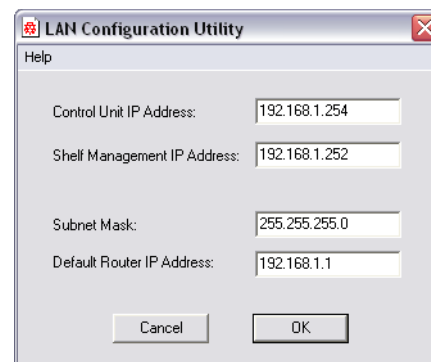 LAN Configuration Utility
Help
Control Unit IP Address: 192.168.1.254
Shelf Management IP Address: 192.168.1.252
Subnet Mask: 255.255.255.0
Default Router IP Address: 192.168.1.1
Cancel OK